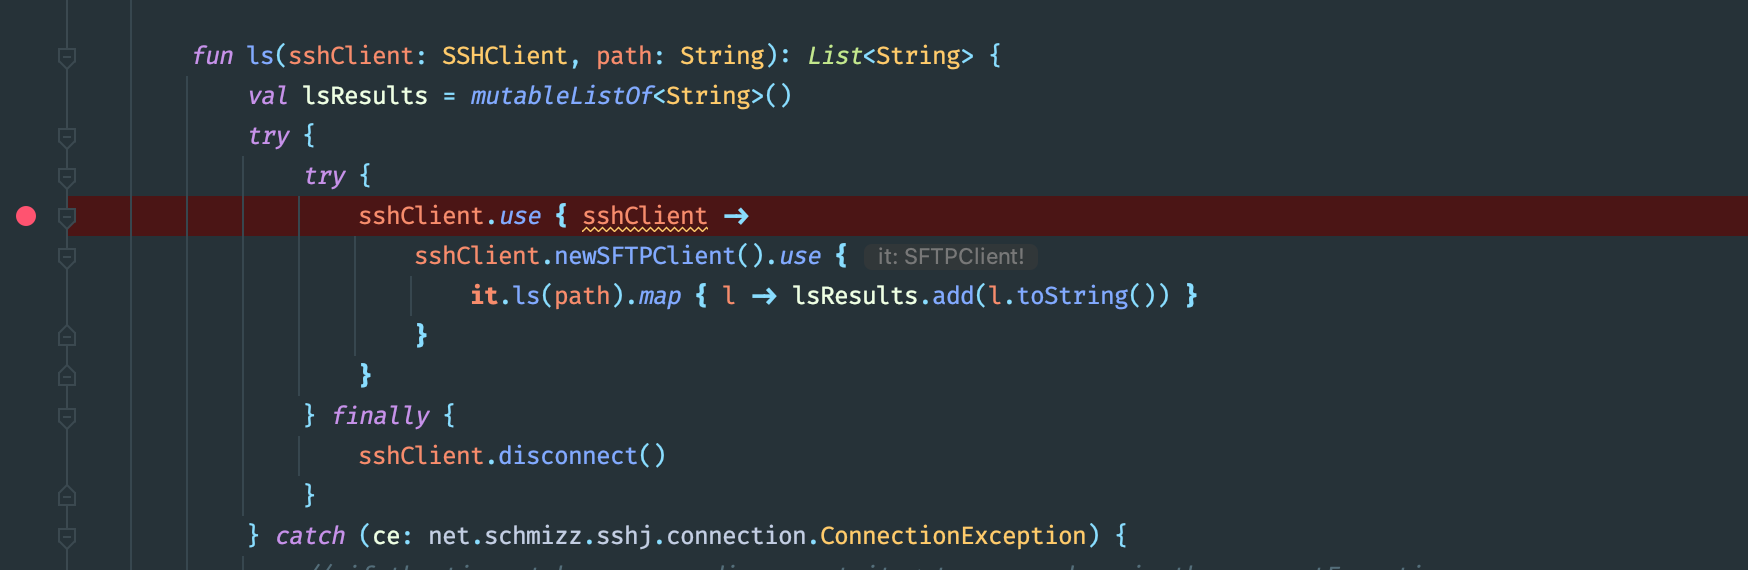 fun ls(sshClient: SSHClient, path: String): List<String> {
val lsResults = mutableListOf<String>()
try {
try {
sshClient.use { sshClient ->
sshClient.newSFTPClient().use { it: SFTPClient!
it.ls(path).map { l -> lsResults.add(l.toString()) }
}
}
} finally {
sshClient.disconnect()
}
} catch (ce: net.schmizz.sshj.connection.ConnectionException) {